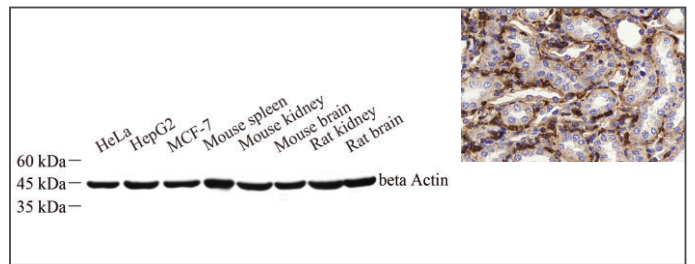 HeLa
HepG2
MCF-7
Mouse spleen
Mouse kidney
Mouse brain
Rat kidney
Rat brain
60 kDa
45 kDa
beta Actin
35 kDa